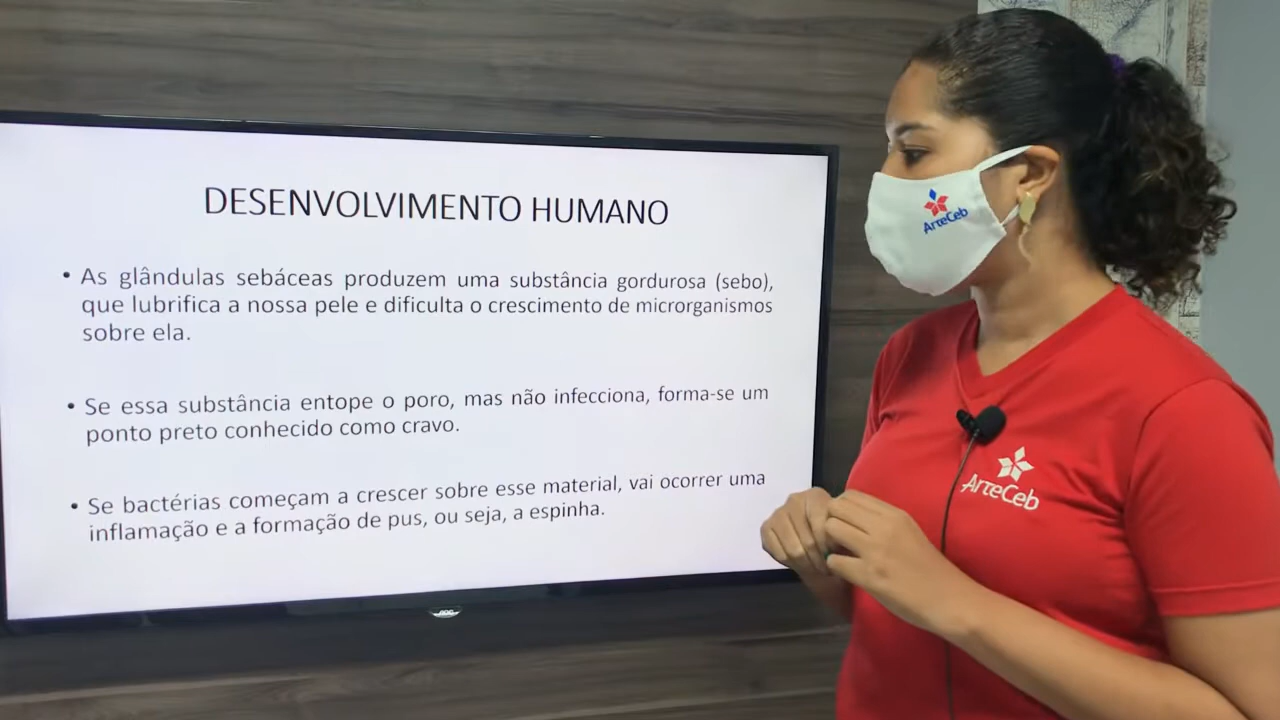 DESENVOLVIMENTO HUMANO
• As glândulas sebáceas produzem uma substância gordurosa (sebo),
que lubrifica a nossa pele e dificulta o crescimento de microrganismos
sobre ela.
• Se essa substância entope o poro, mas não infecciona, forma-se um
ponto preto conhecido como cravo.
• Se bactérias começam a crescer sobre esse material, vai ocorrer uma
inflamação e a formação de pus, ou seja, a espinha.
AOC
ArteCeb
ArteCeb